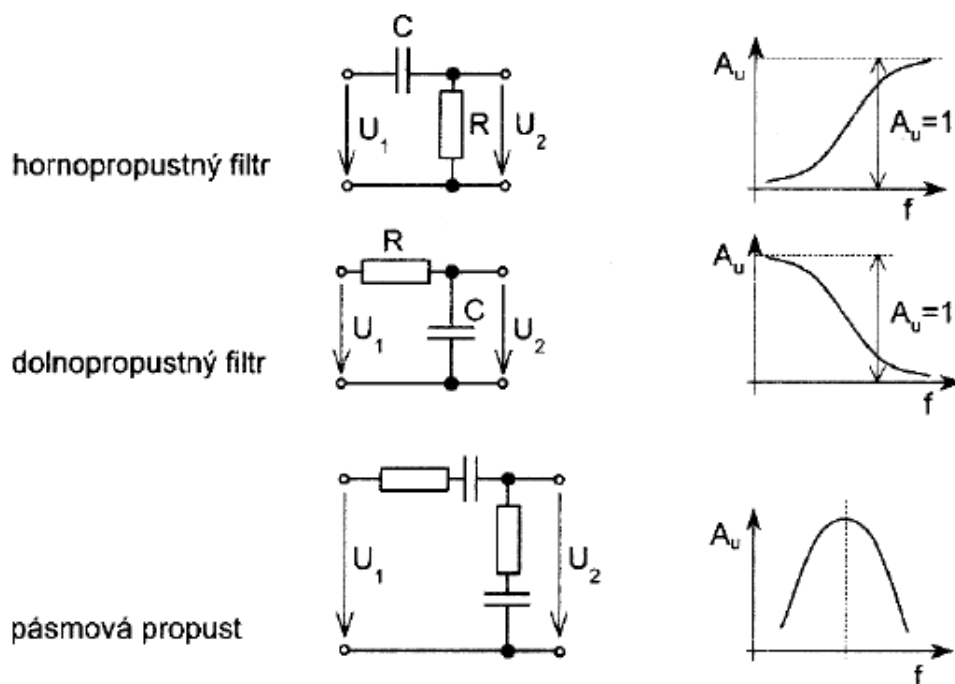 C
R
U1
U2
hornopropustný filtr
Au
Au=1
f
R
C
U1
U2
dolnopropustný filtr
Au
Au=1
f
U1
U2
pásmová propust
Au
f